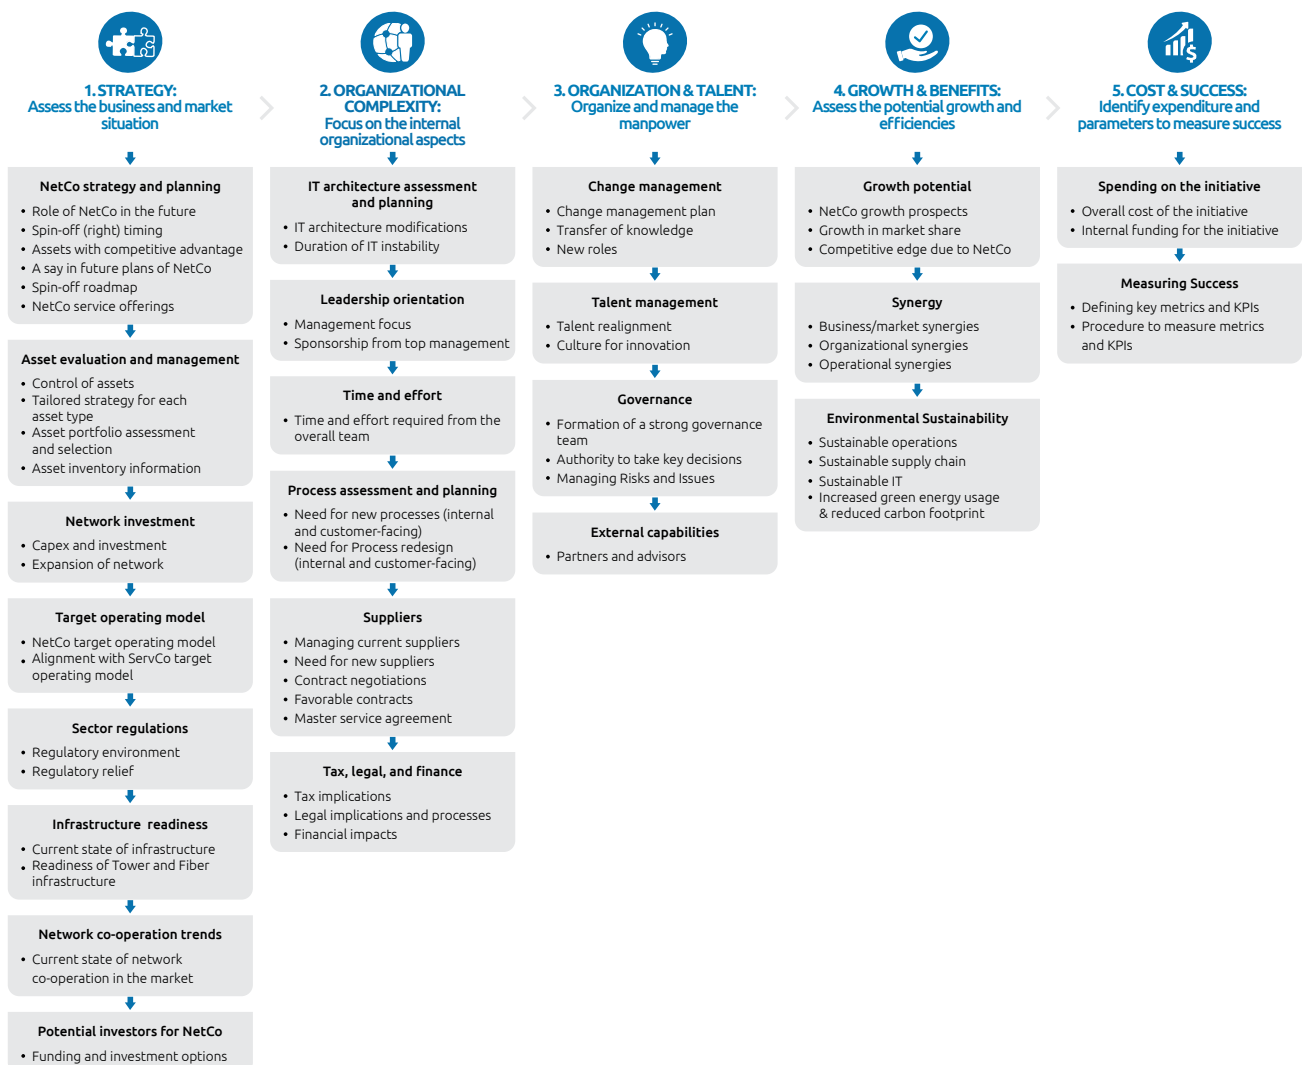 1. STRATEGY:
Assess the business and market
situation
NetCo strategy and planning
• Role of NetCo in the future
• Spin-off (right) timing
• Assets with competitive advantage
• A say in future plans of NetCo
• Spin-off roadmap
• NetCo service offerings
Asset evaluation and management
• Control of assets
• Tailored strategy for each
asset type
• Asset portfolio assessment
and selection
• Asset inventory information
Network investment
• Capex and investment
• Expansion of network
Target operating model
• NetCo target operating model
• Alignment with ServCo target
operating model
Sector regulations
• Regulatory environment
• Regulatory relief
Infrastructure readiness
• Current state of infrastructure
• Readiness of Tower and Fiber
infrastructure
Network co-operation trends
• Current state of network
co-operation in the market
Potential investors for NetCo
• Funding and investment options
2. ORGANIZATIONAL
COMPLEXITY:
Focus on the internal
organizational aspects
IT architecture assessment
and planning
• IT architecture modifications
• Duration of IT instability
Leadership orientation
• Management focus
• Sponsorship from top management
Time and effort
• Time and effort required from the
overall team
Process assessment and planning
• Need for new processes (internal
and customer-facing)
• Need for Process redesign
(internal and customer-facing)
Suppliers
• Managing current suppliers
• Need for new suppliers
• Contract negotiations
• Favorable contracts
• Master service agreement
Tax, legal, and finance
• Tax implications
• Legal implications and processes
• Financial impacts
3. ORGANIZATION & TALENT:
Organize and manage the
manpower
Change management
• Change management plan
• Transfer of knowledge
• New roles
Talent management
• Talent realignment
• Culture for innovation
Governance
• Formation of a strong governance
team
• Authority to take key decisions
• Managing Risks and Issues
External capabilities
• Partners and advisors
4. GROWTH & BENEFITS:
Assess the potential growth and
efficiencies
Growth potential
• NetCo growth prospects
• Growth in market share
• Competitive edge due to NetCo
Synergy
• Business/market synergies
• Organizational synergies
• Operational synergies
Environmental Sustainability
• Sustainable operations
• Sustainable supply chain
• Sustainable IT
• Increased green energy usage
& reduced carbon footprint
5. COST & SUCCESS:
Identify expenditure and
parameters to measure success
Spending on the initiative
• Overall cost of the initiative
• Internal funding for the initiative
Measuring Success
• Defining key metrics and KPIs
• Procedure to measure metrics
and KPIs